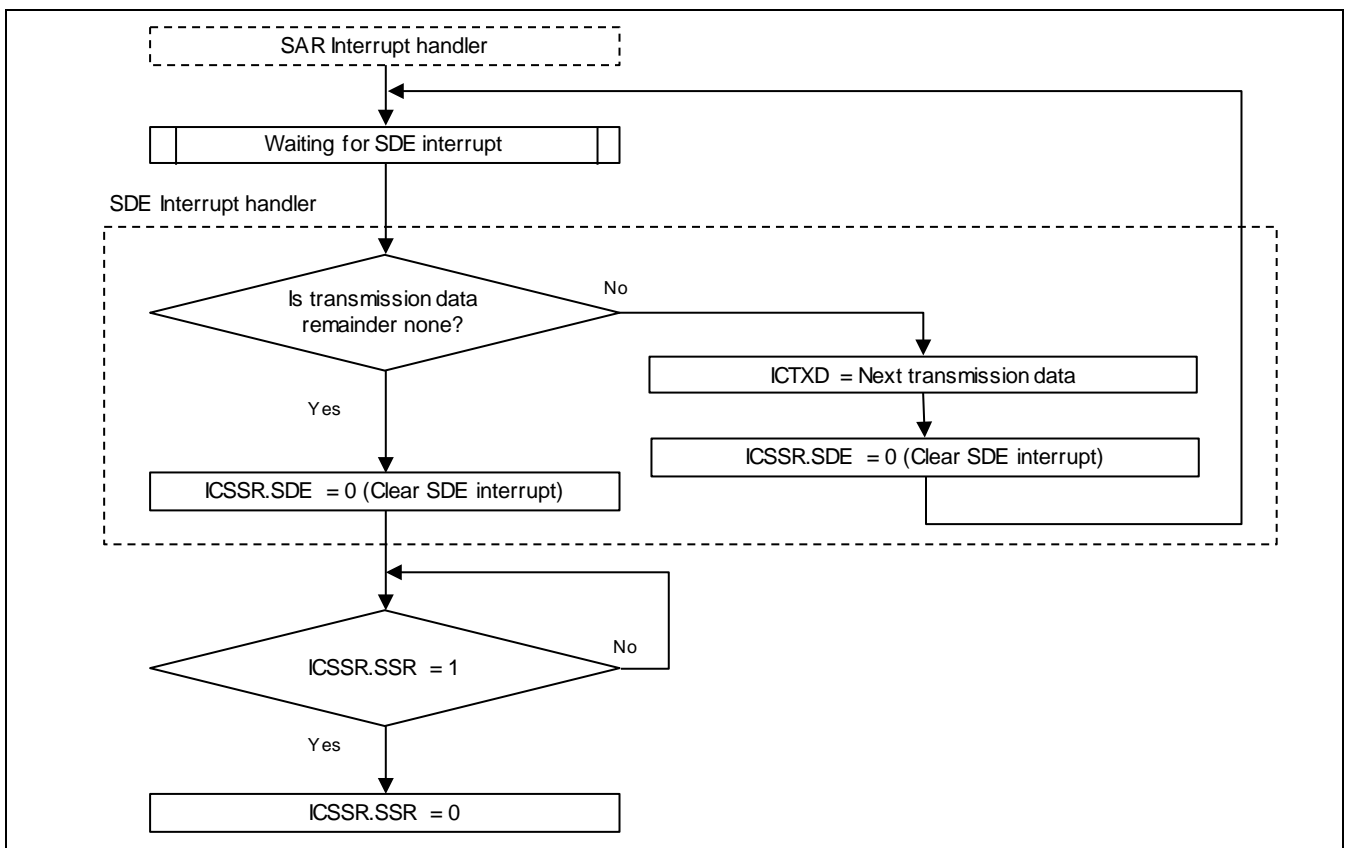 SAR Interrupt handler
Waiting for SDE interrupt
SDE Interrupt handler
Is transmission data
remainder none?
No
ICTXD = Next transmission data
ICSSR.SDE = 0 (Clear SDE interrupt)
Yes
ICSSR.SDE = 0 (Clear SDE interrupt)
ICSSR.SSR = 1
No
Yes
ICSSR.SSR = 0